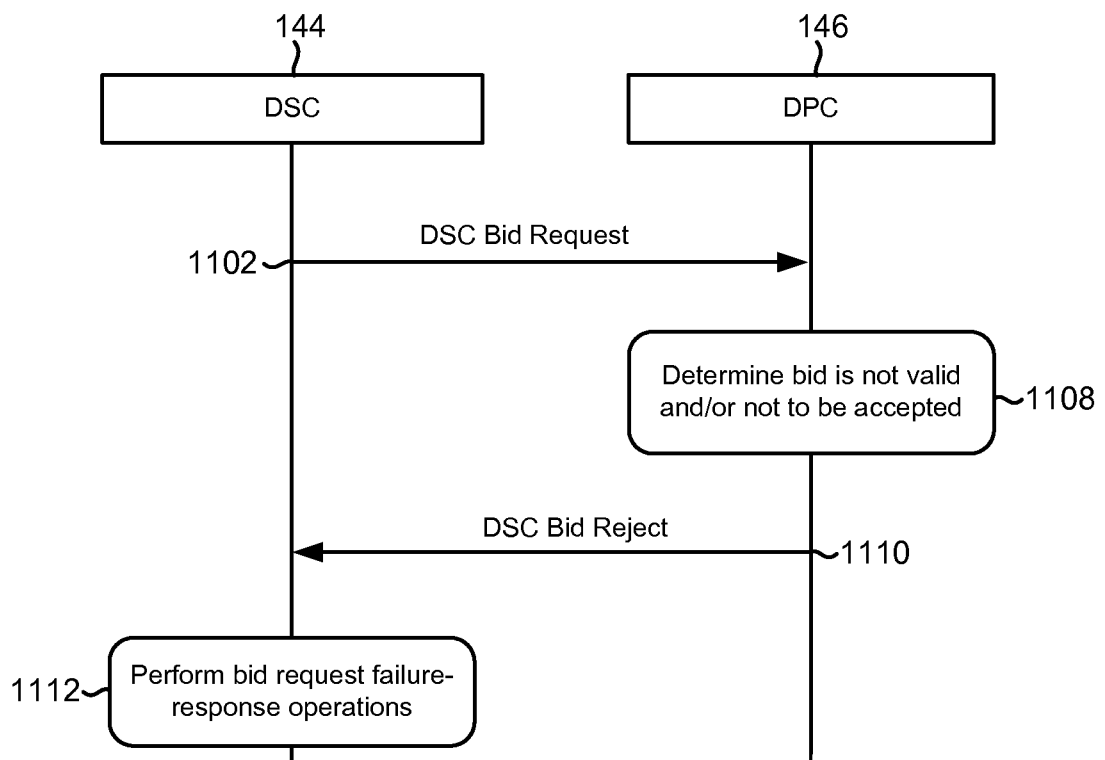 144
146
DSC
DPC
DSC Bid Request
1102
Determine bid is not valid
and/or not to be accepted
1108
DSC Bid Reject
1110
Perform bid request failure-
response operations
1112